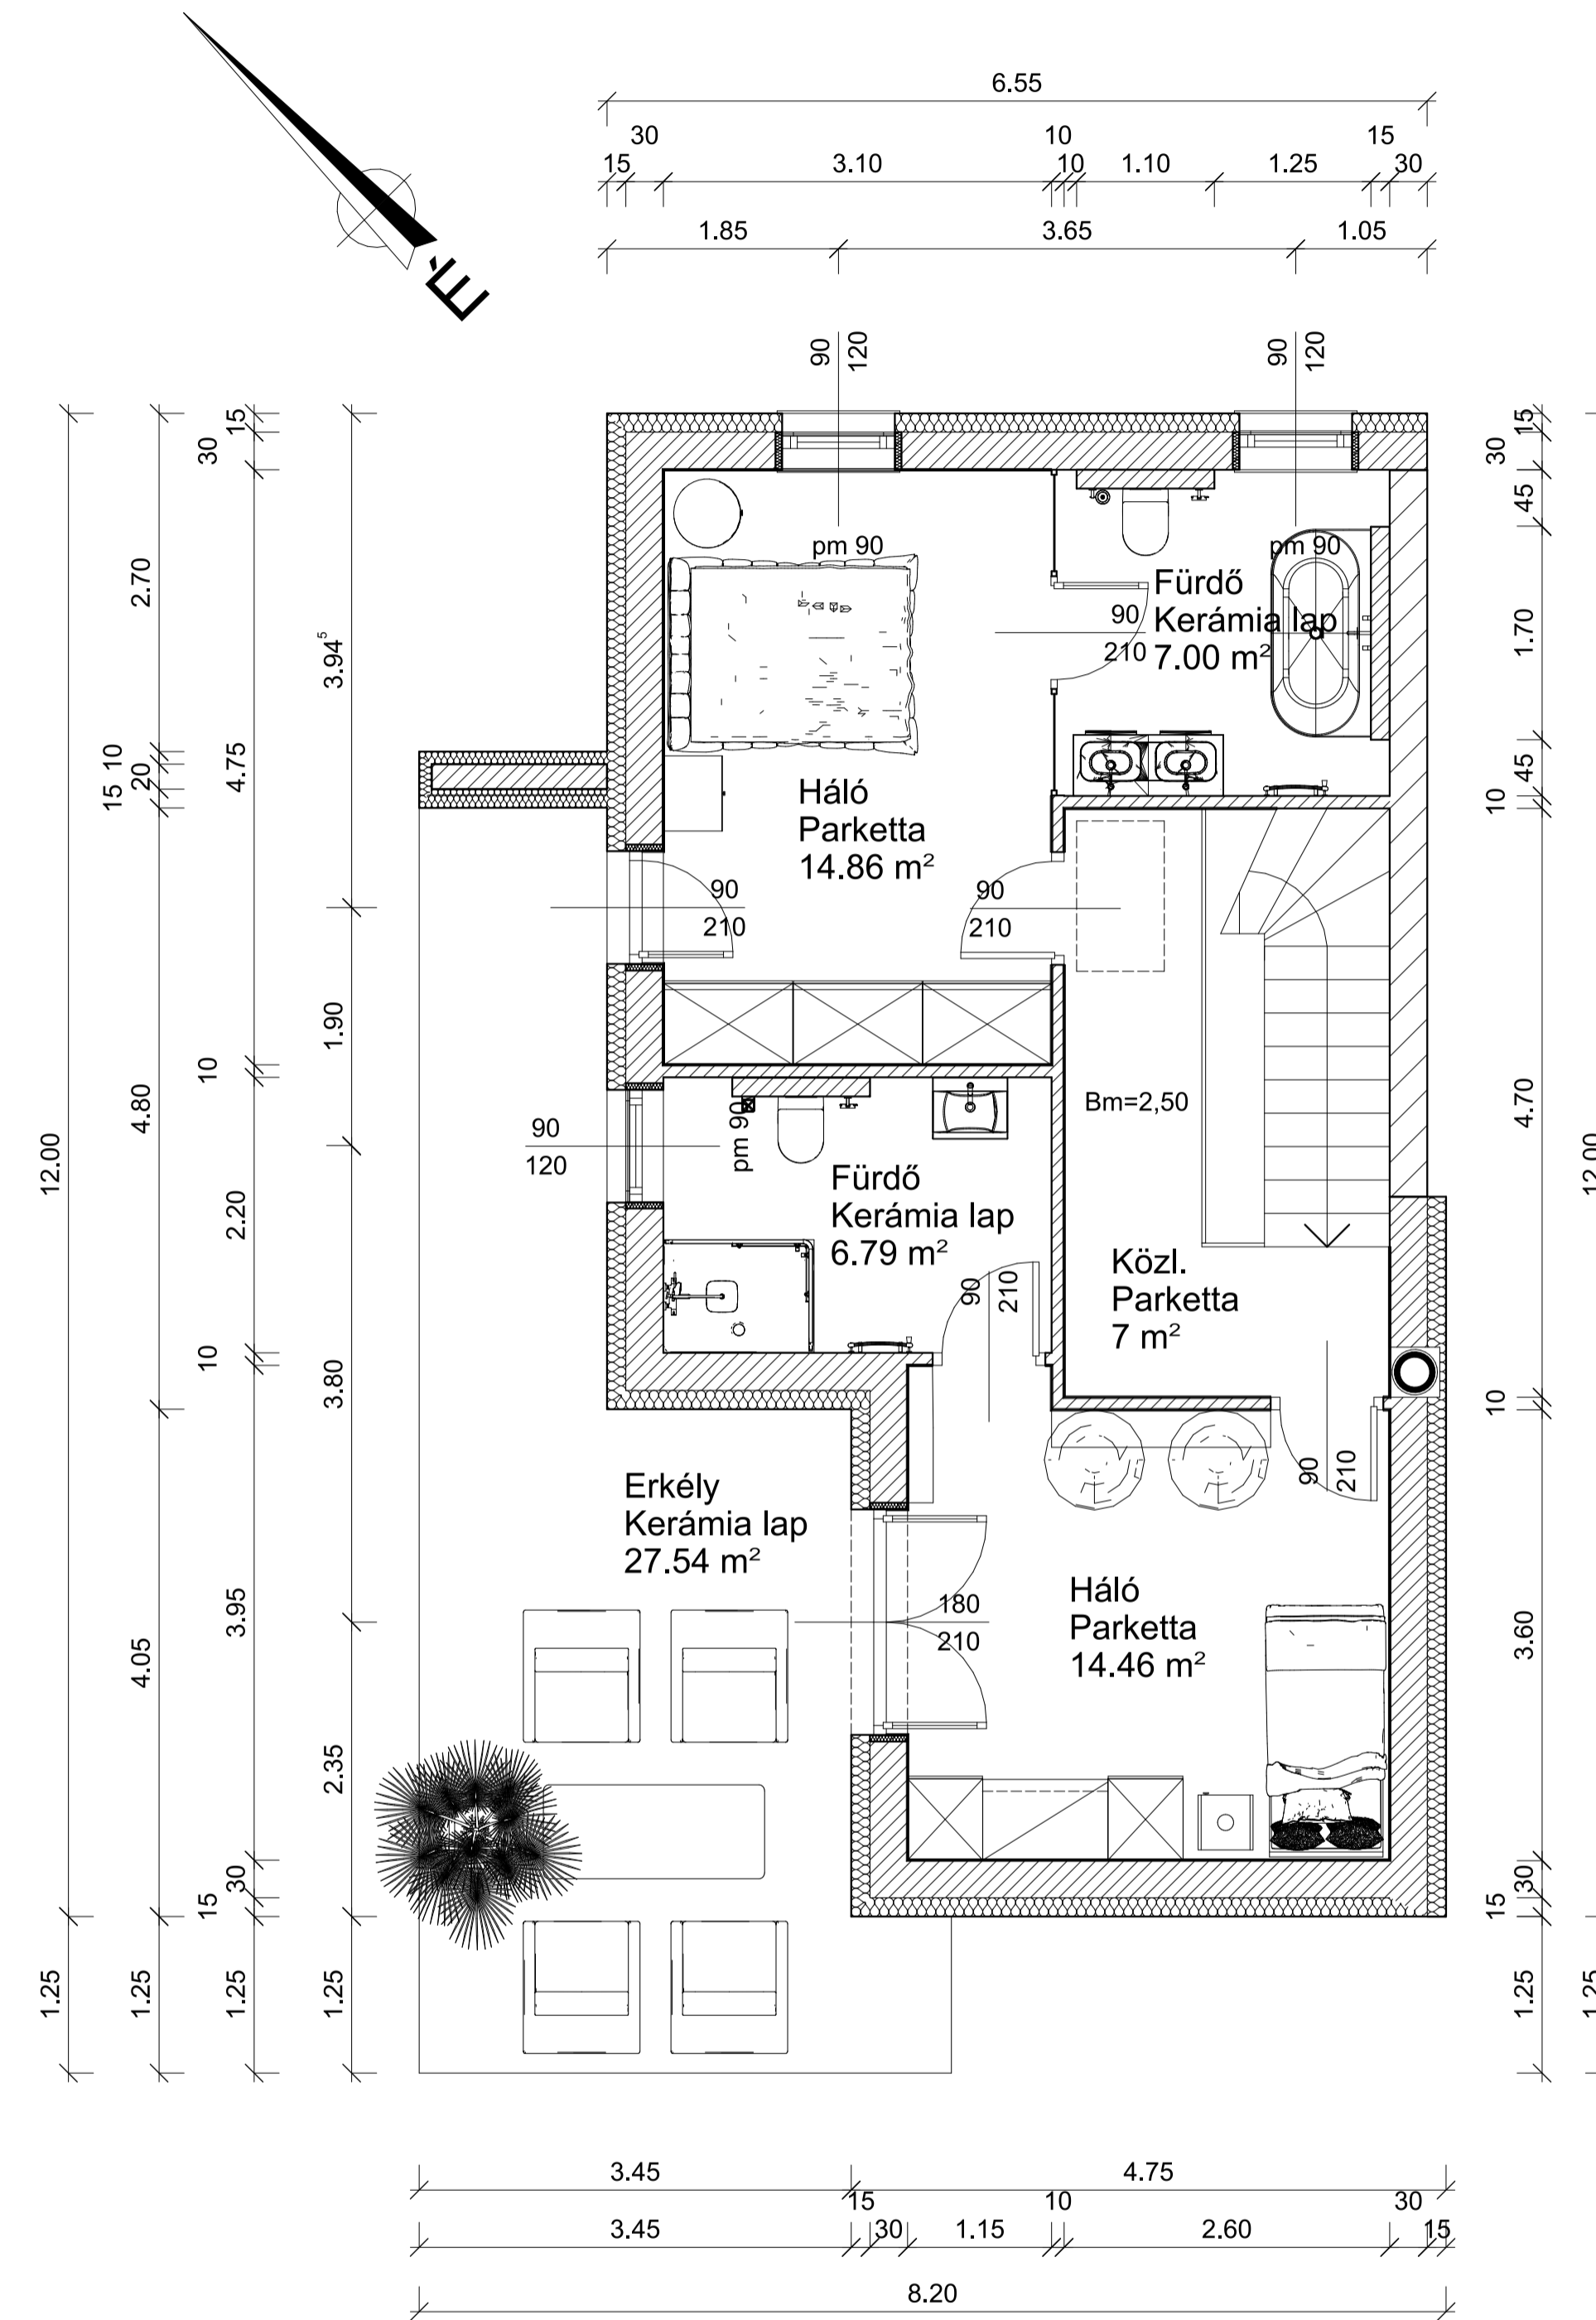 6.55
30 10 15
15 3.10 10 1.10 1.25 30
1.85 3.65 1.05
É
90 120 90 120
15
30
2.70
3.94⁵
10
20
15
4.75
1.90
10
4.80
12.00
2.20
10
3.80
3.95
4.05
2.35
30
15
1.25 1.25 1.25 1.25
pm 90
pm 90
Fürdő
Kerámia lap
7.00 m²
90
210
Háló
Parketta
14.86 m²
90
210
90
210
Bm=2,50
90
120
pm 90
Fürdő
Kerámia lap
6.79 m²
90
210
Közl.
Parketta
7 m²
90
210
Erkély
Kerámia lap
27.54 m²
180
210
Háló
Parketta
14.46 m²
15
30
45
1.70
45
10
4.70
12.00
10
3.60
30
15
1.25 1.25
3.45 4.75
15 10 30
3.45 30 1.15 2.60 15
8.20